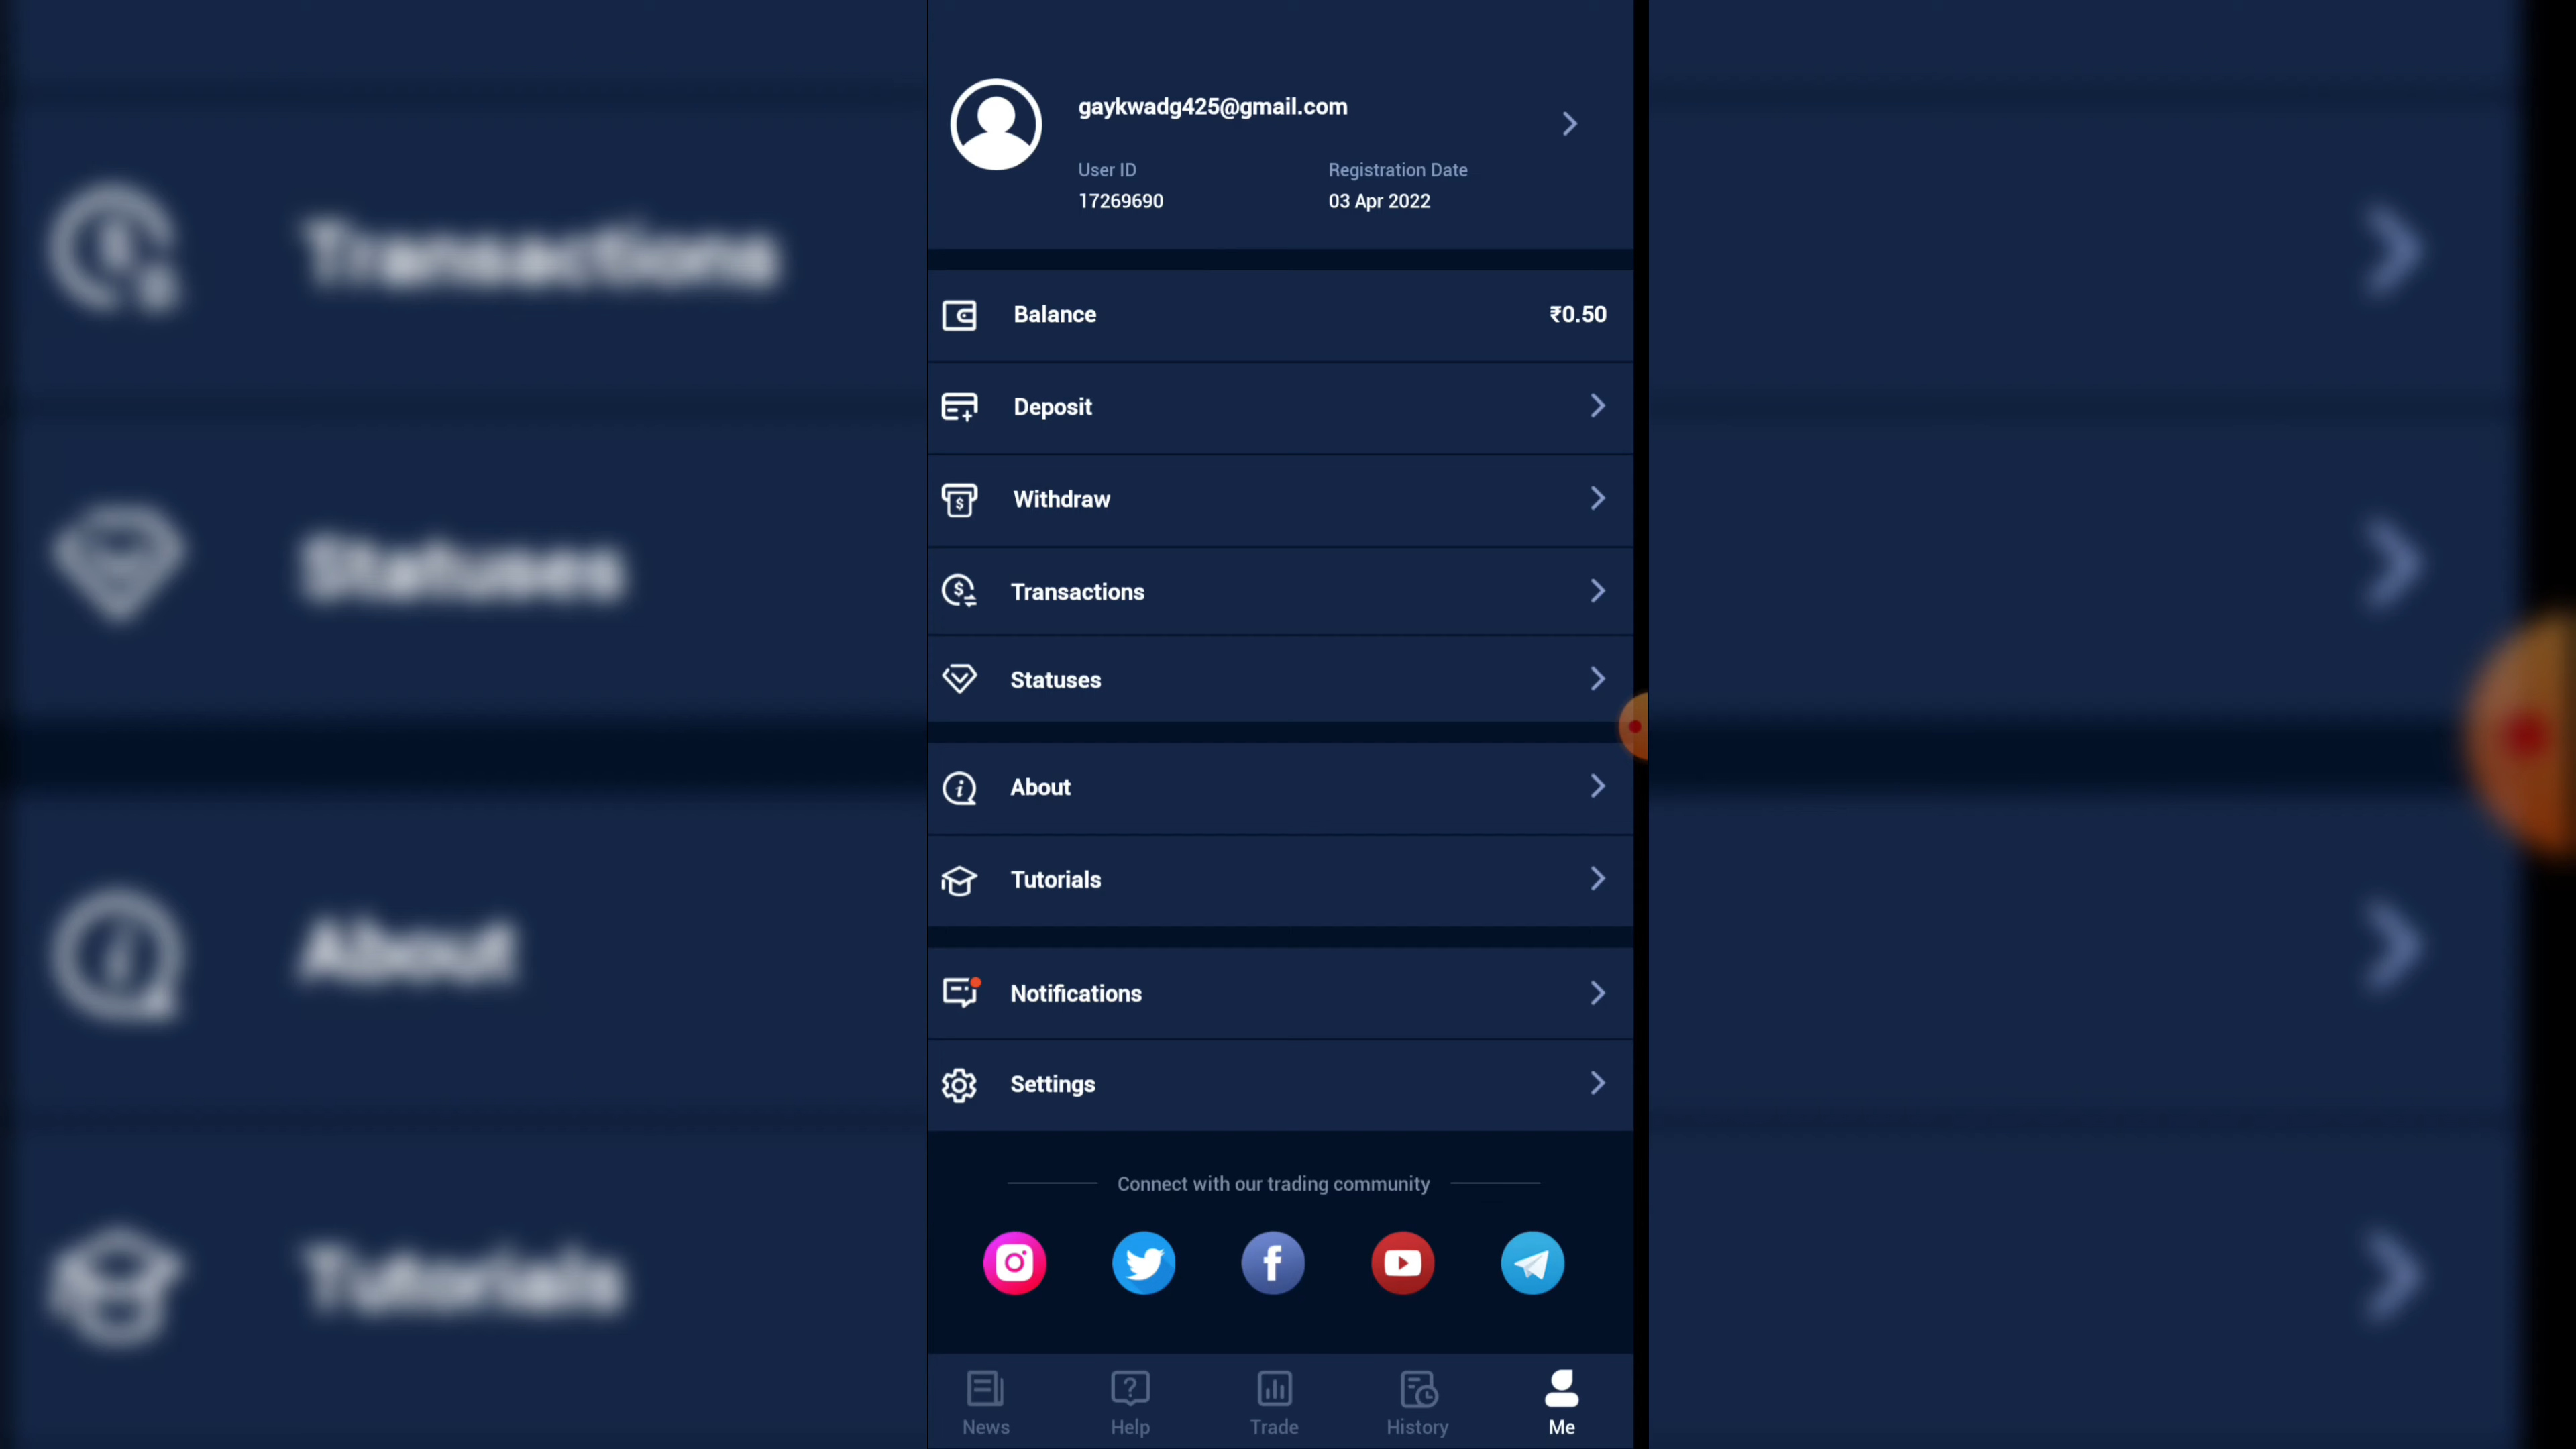 gaykwadg425@gmail.com
User ID
Registration Date
17269690
03 Apr 2022
Balance
₹0.50
Deposit
Withdraw
Transactions
Statuses
About
Tutorials
Notifications
Settings
Connect with our trading community
News
Help
Trade
History
Me
Transactions
Statuses
About
Tutorials